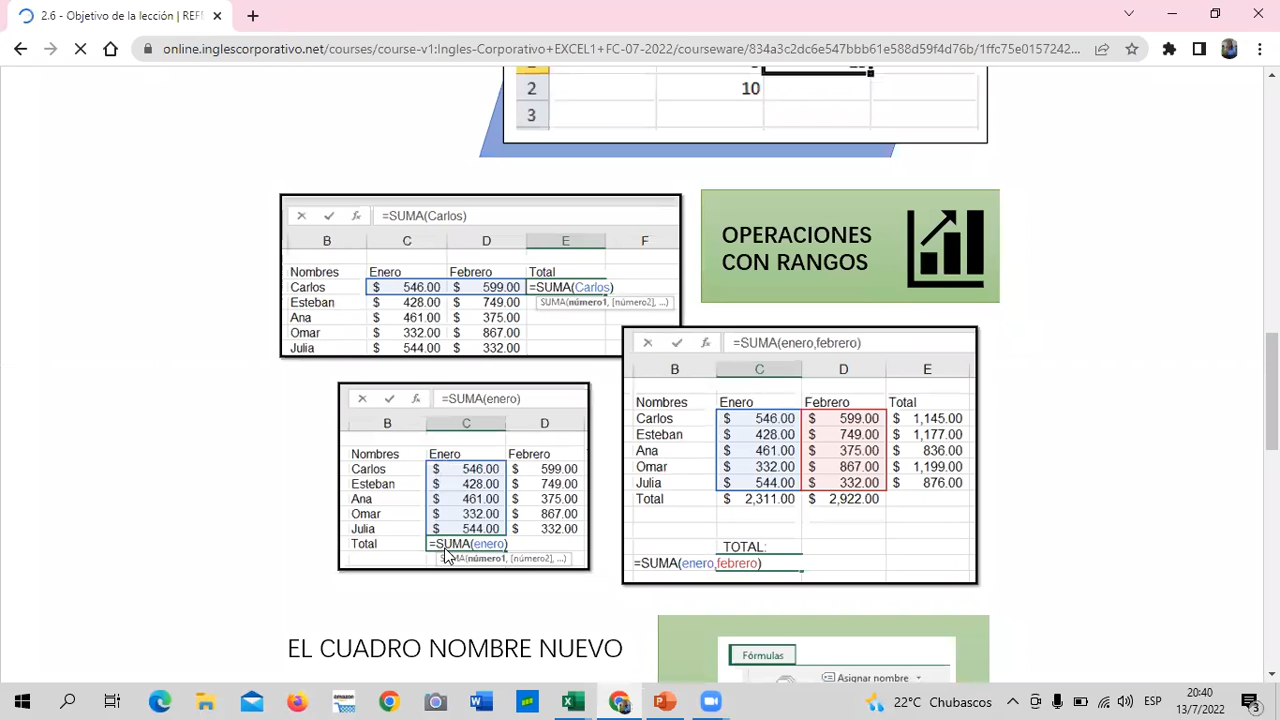 2.6 - Objetivo de la lección | REFE
online.inglescorporativo.net/courses/course-v1:Ingles-Corporativo+EXCEL1+FC-07-2022/courseware/834a3c20c6e547bbb61e588d59f4d76b/1ffc75e0157242...
2 10
3
=SUMA(Carlos)
B C D E F
Nombres Enero Febrero Total
Carlos $ 546.00 $ 599.00 =SUMA(Carlos)
Esteban $ 428.00 $ 749.00 SUMA(número1, [número2], ...)
Ana $ 461.00 $ 375.00
Omar $ 332.00 $ 867.00
Julia $ 544.00 $ 332.00
OPERACIONES
CON RANGOS
=SUMA(enero)
B C D
Nombres Enero Febrero
Carlos $ 546.00 $ 599.00
Esteban $ 428.00 $ 749.00
Ana $ 461.00 $ 375.00
Omar $ 332.00 $ 867.00
Julia $ 544.00 $ 332.00
Total =SUMA(enero)
SUMA(número1, [número2], ...)
=SUMA(enero,febrero)
B C D E
Nombres Enero Febrero Total
Carlos $ 546.00 $ 599.00 $ 1,145.00
Esteban $ 428.00 $ 749.00 $ 1,177.00
Ana $ 461.00 $ 375.00 $ 836.00
Omar $ 332.00 $ 867.00 $ 1,199.00
Julia $ 544.00 $ 332.00 $ 876.00
Total $ 2,311.00 $ 2,922.00
TOTAL:
=SUMA(enero,febrero)
EL CUADRO NOMBRE NUEVO
Fórmulas
Asignar nombre
amazon
22°C Chubascos
ESP
20:40
13/7/2022
3